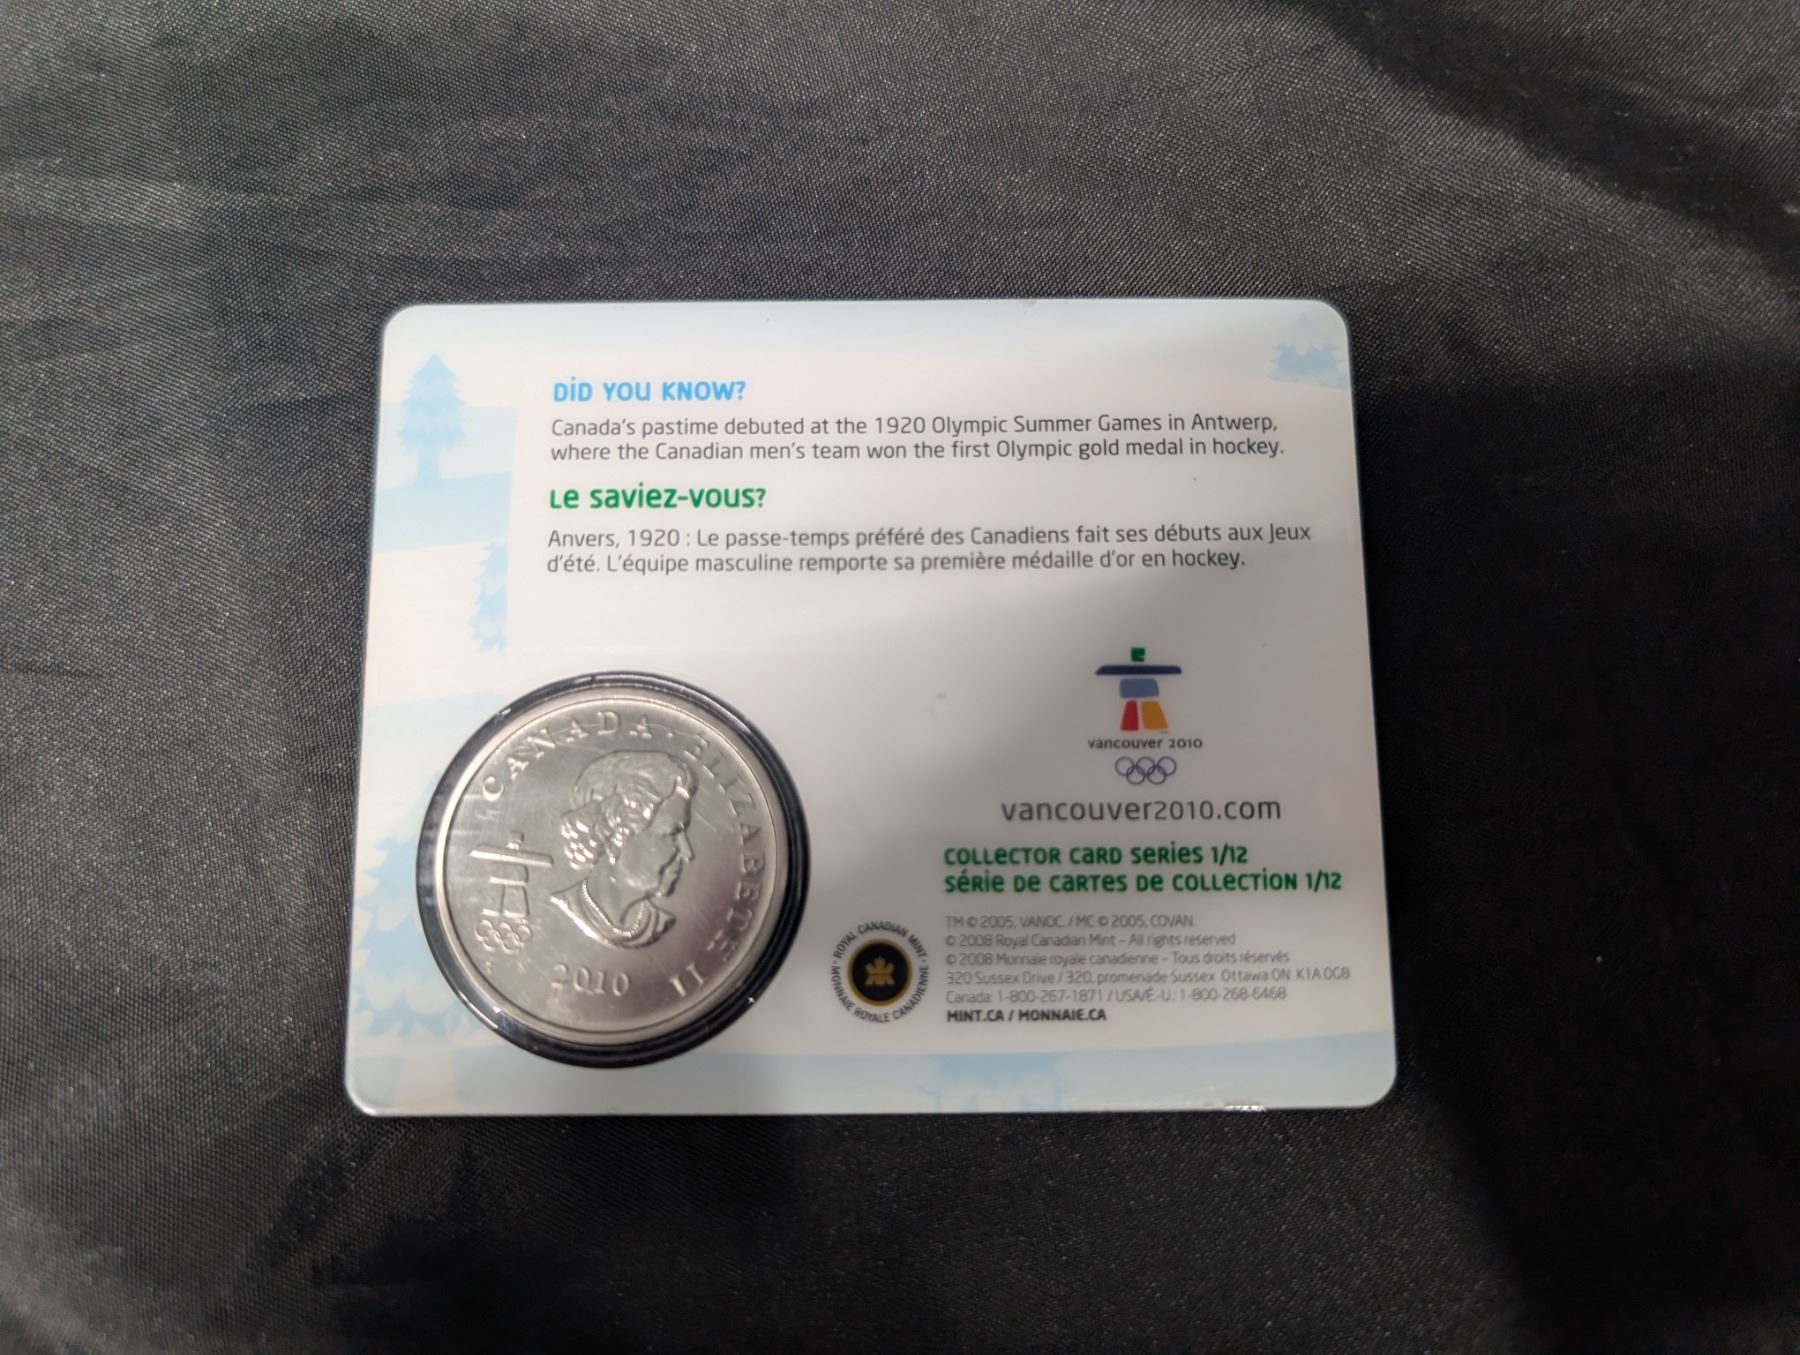 DiD YOU KNOW?
Canada's pastime debuted at the 1920 Olympic Summer Games in Antwerp,
where the Canadian men's team won the first Olympic gold medal in hockey.
Le saviez-vous?
Anvers, 1920 : Le passe-temps préféré des Canadiens fait ses débuts aux Jeux
d'été. L'équipe masculine remporte sa première médaille d'or en hockey.
CANADA · ELIZABETH II
2010
vancouver 2010
vancouver2010.com
COLLECTOR CARD SERIES 1/12
SÉRIE DE CARTES DE COLLECTION 1/12
ROYAL CANADIAN MINT · MONNAIE ROYALE CANADIENNE ·
TM © 2005, VANOC. / MC © 2005, COVAN.
© 2008 Royal Canadian Mint – All rights reserved
© 2008 Monnaie royale canadienne – Tous droits réservés
320 Sussex Drive / 320, promenade Sussex Ottawa ON K1A 0G8
Canada: 1-800-267-1871 / USA/É.-U.: 1-800-268-6468
MINT.CA / MONNAIE.CA